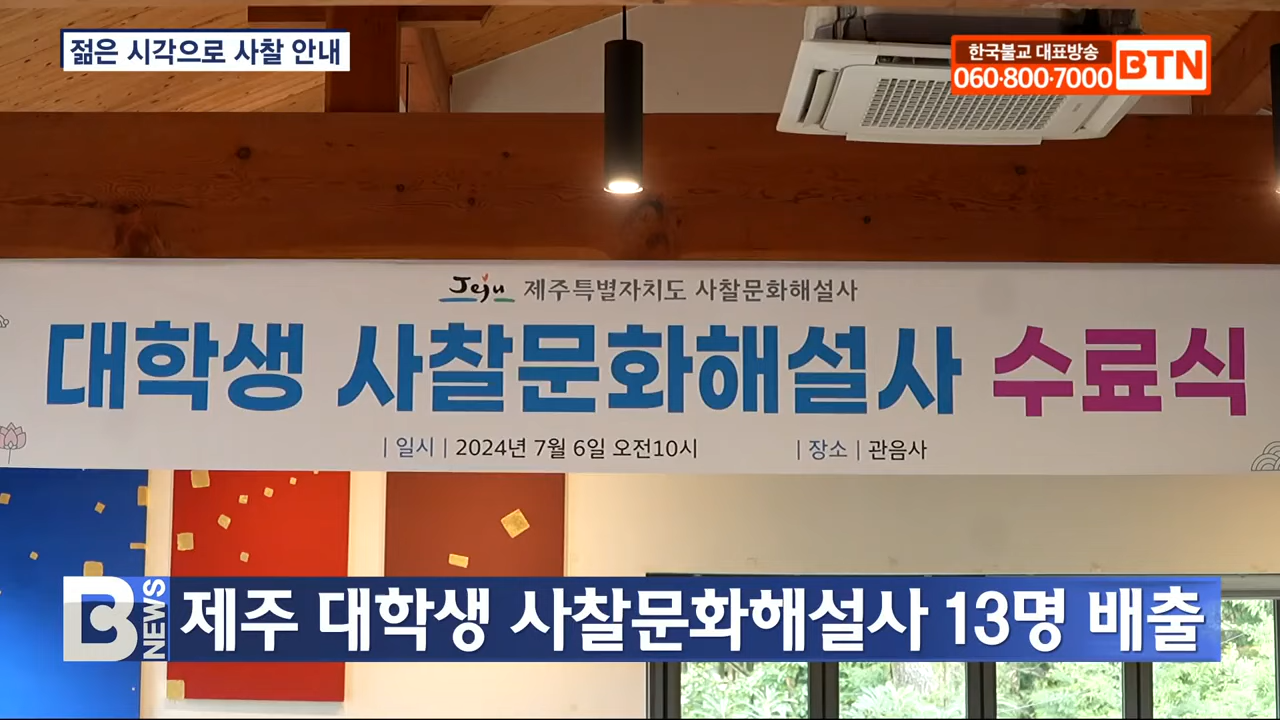 젊은 시각으로 사찰 안내
한국불교 대표방송
060·800·7000
BTN
Jeju 제주특별자치도 사찰문화해설사
대학생 사찰문화해설사 수료식
| 일시 | 2024년 7월 6일 오전10시 | 장소 | 관음사
B NEWS
제주 대학생 사찰문화해설사 13명 배출